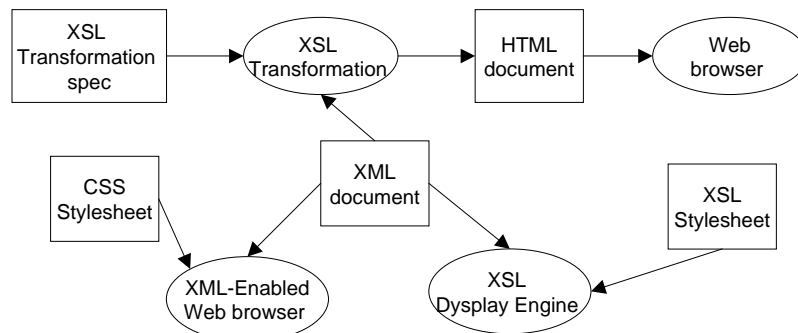 XSL
Transformation
spec
XSL
Transformation
HTML
document
Web
browser
CSS
Stylesheet
XML
document
XSL
Stylesheet
XML-Enabled
Web browser
XSL
Dysplay Engine